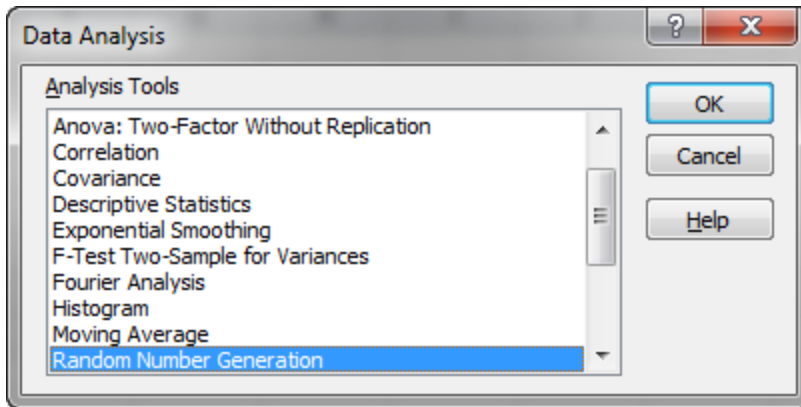 Data Analysis
?
X
Analysis Tools
Anova: Two-Factor Without Replication
Correlation
Covariance
Descriptive Statistics
Exponential Smoothing
F-Test Two-Sample for Variances
Fourier Analysis
Histogram
Moving Average
Random Number Generation
OK
Cancel
Help